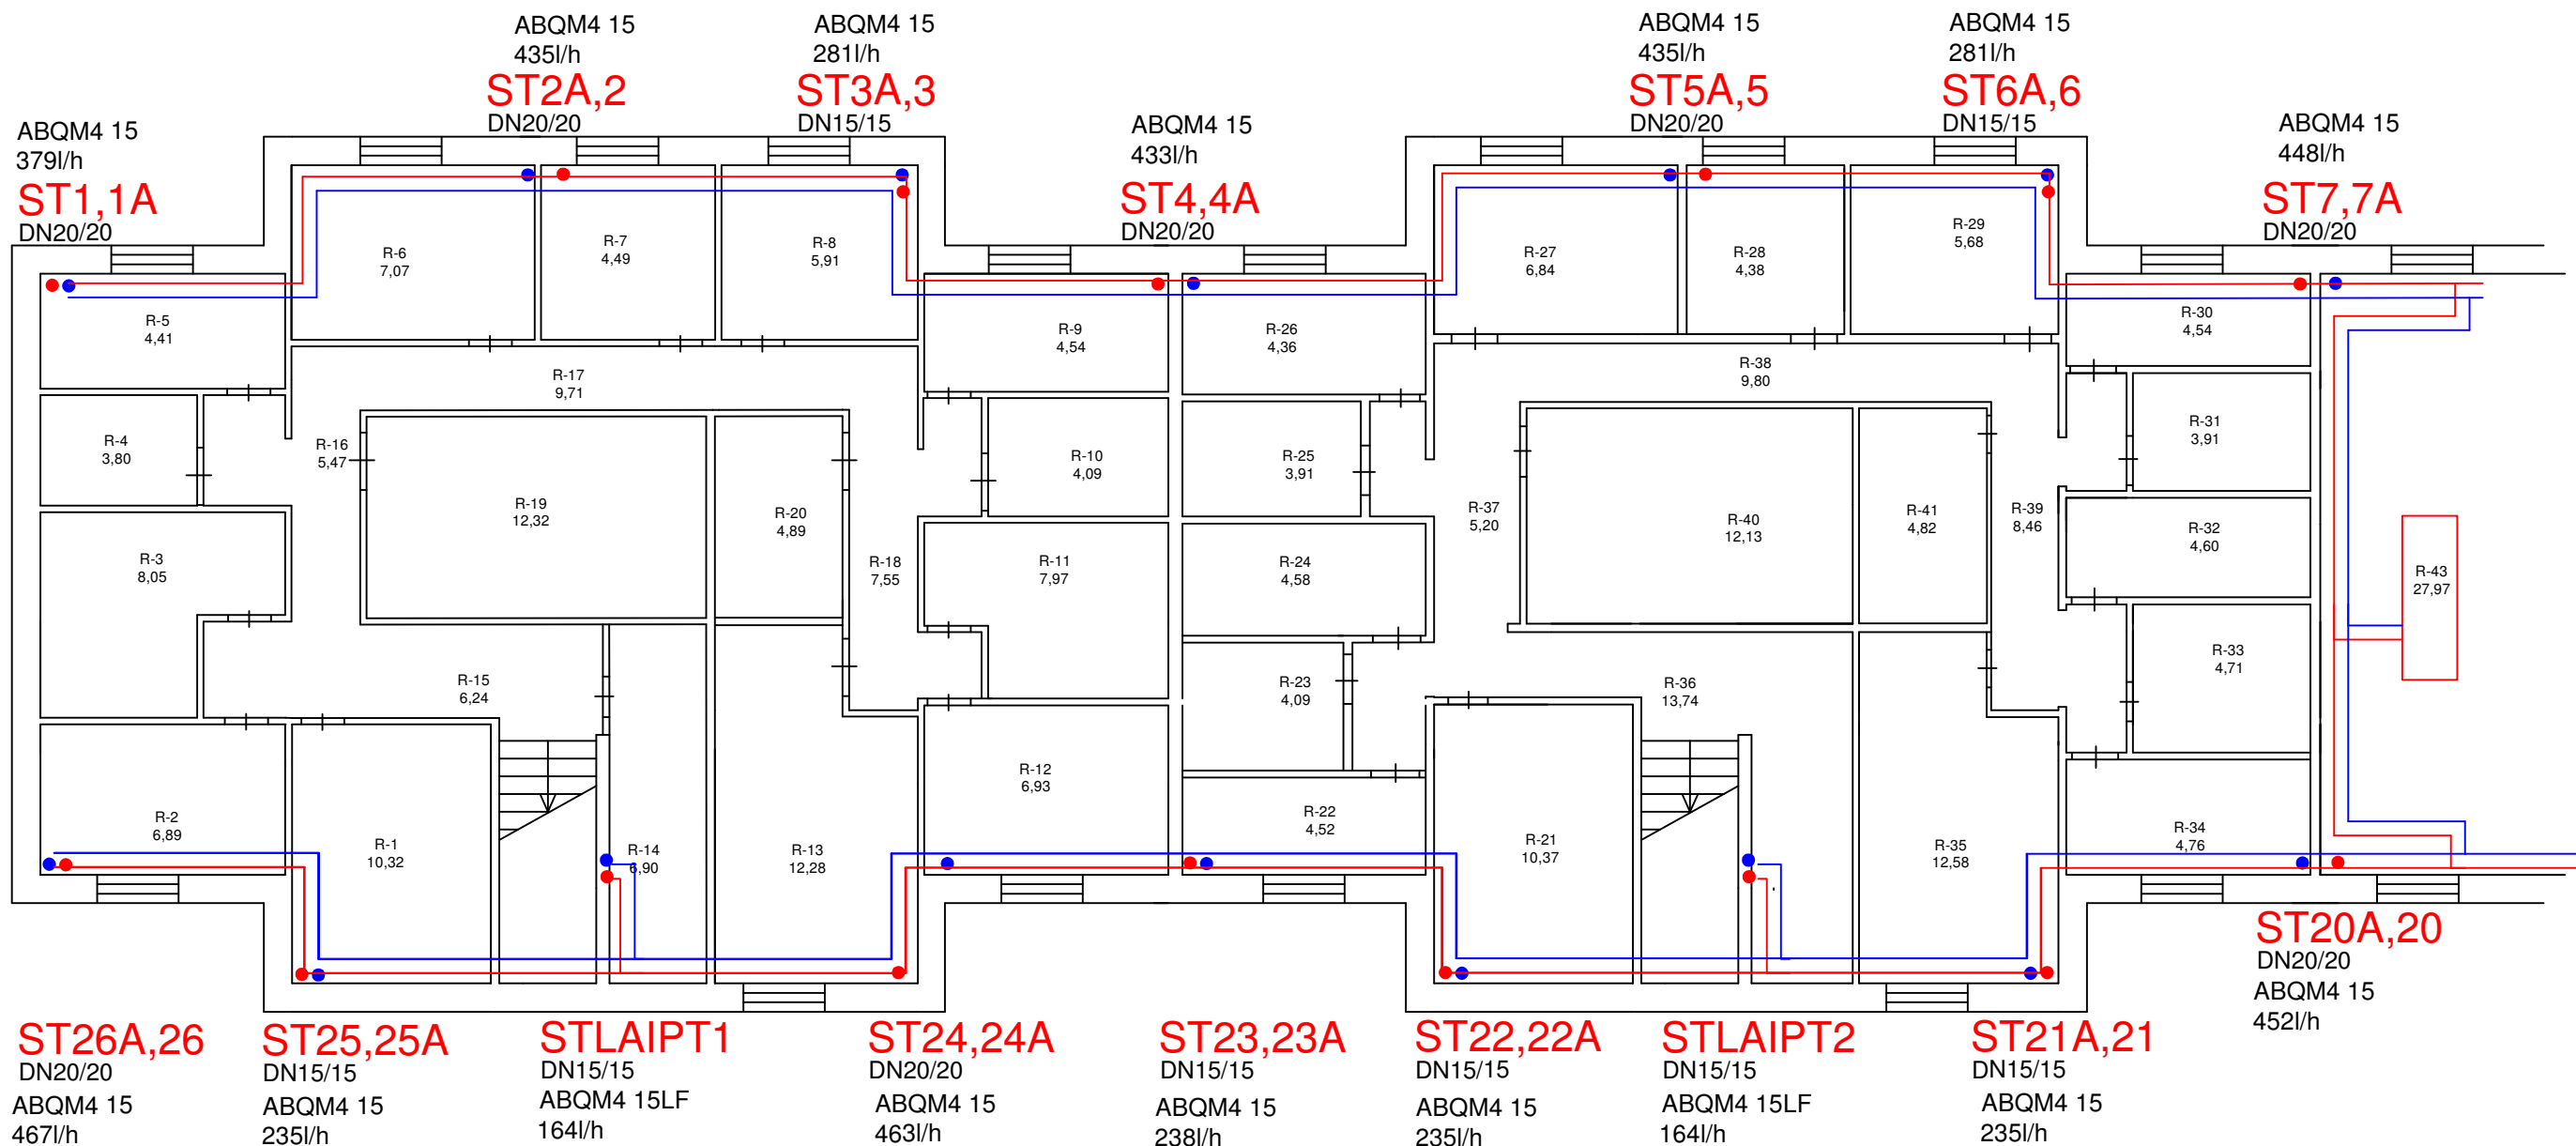 ABQM4 15
435l/h
ST2A,2
DN20/20
ABQM4 15
281l/h
ST3A,3
DN15/15
ABQM4 15
435l/h
ST5A,5
DN20/20
ABQM4 15
281l/h
ST6A,6
DN15/15
ABQM4 15
379l/h
ST1,1A
DN20/20
ABQM4 15
433l/h
ST4,4A
DN20/20
ABQM4 15
448l/h
ST7,7A
DN20/20
R-6
7,07
R-7
4,49
R-8
5,91
R-27
6,84
R-28
4,38
R-29
5,68
R-5
4,41
R-9
4,54
R-26
4,36
R-30
4,54
R-17
9,71
R-38
9,80
R-4
3,80
R-16
5,47
R-10
4,09
R-25
3,91
R-31
3,91
R-19
12,32
R-20
4,89
R-37
5,20
R-40
12,13
R-41
4,82
R-39
8,46
R-32
4,60
R-3
8,05
R-18
7,55
R-11
7,97
R-24
4,58
R-43
27,97
R-15
6,24
R-23
4,09
R-36
13,74
R-33
4,71
R-12
6,93
R-2
6,89
R-1
10,32
R-14
6,90
R-13
12,28
R-22
4,52
R-21
10,37
R-35
12,58
R-34
4,76
ST20A,20
DN20/20
ABQM4 15
452l/h
ST26A,26
DN20/20
ABQM4 15
467l/h
ST25,25A
DN15/15
ABQM4 15
235l/h
STLAIPT1
DN15/15
ABQM4 15LF
164l/h
ST24,24A
DN20/20
ABQM4 15
463l/h
ST23,23A
DN15/15
ABQM4 15
238l/h
ST22,22A
DN15/15
ABQM4 15
235l/h
STLAIPT2
DN15/15
ABQM4 15LF
164l/h
ST21A,21
DN15/15
ABQM4 15
235l/h